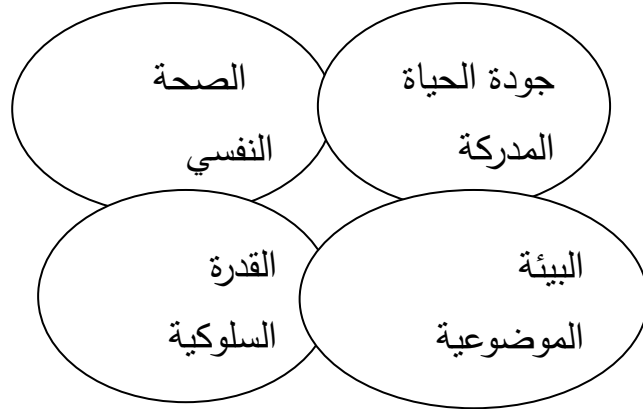 جودة الحياة
المدركة
الصحة
النفسي
البيئة
الموضوعية
القدرة
السلوكية